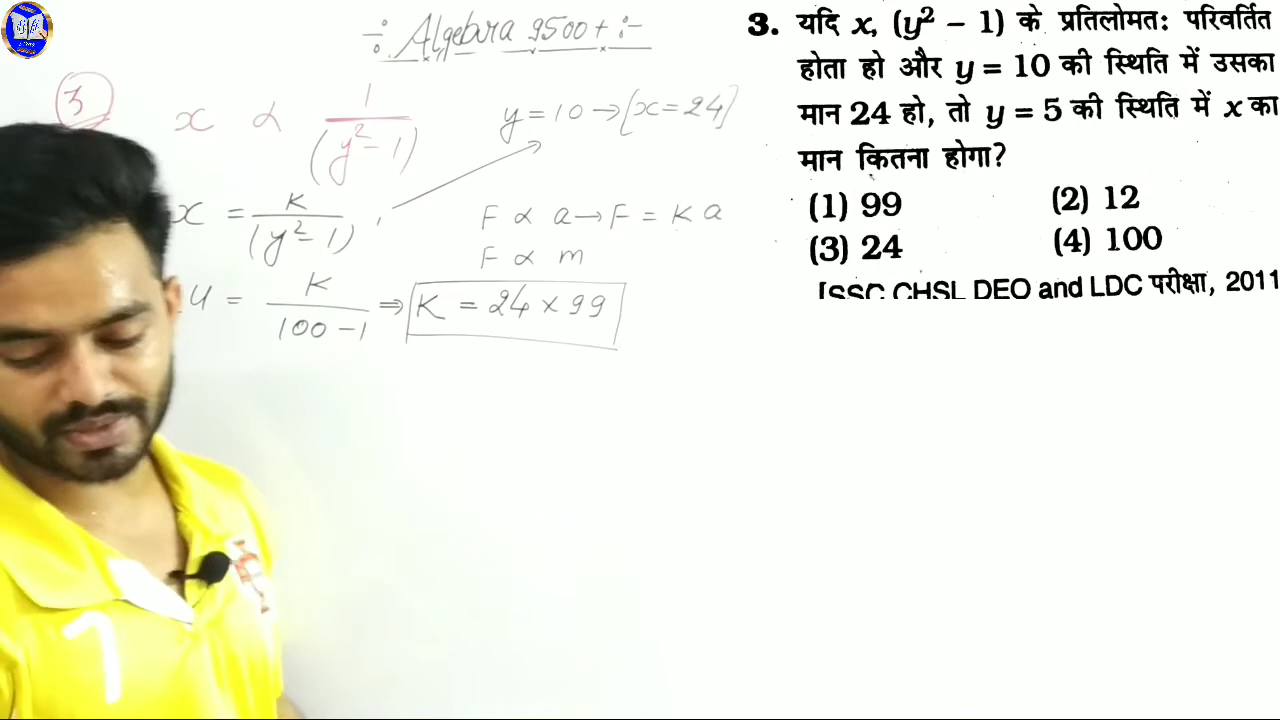 ÷ Algebra 9500+ :-
3
x ∝ 1/(y²-1)
y=10→[x=24]
x = K/(y²-1)
F ∝ a → F = Ka
F ∝ m
4 = K/(100-1) ⇒ K = 24×99
3. यदि x, (y² – 1) के प्रतिलोमतः परिवर्तित
होता हो और y = 10 की स्थिति में उसका
मान 24 हो, तो y = 5 की स्थिति में x का
मान कितना होगा?
(1) 99 (2) 12
(3) 24 (4) 100
[SSC CHSL DEO and LDC परीक्षा, 2011